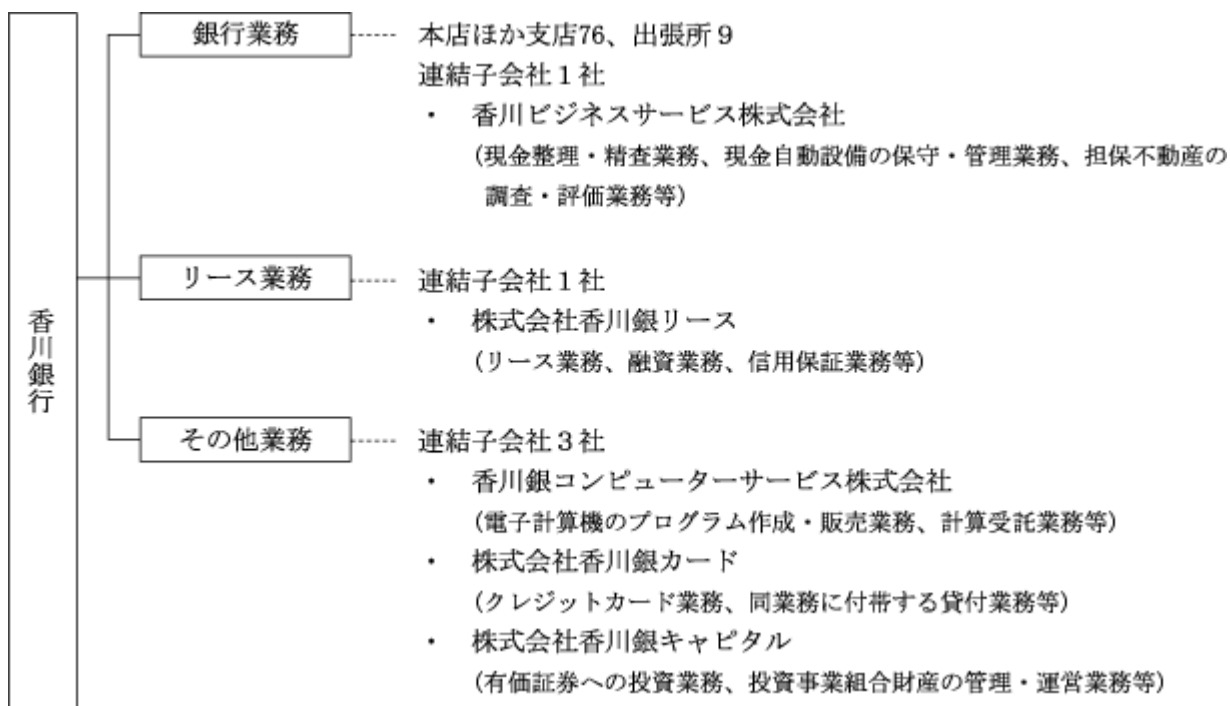 香川銀行
銀行業務
本店ほか支店76、出張所9
連結子会社1社
・ 香川ビジネスサービス株式会社
(現金整理・精査業務、現金自動設備の保守・管理業務、担保不動産の
調査・評価業務等)
リース業務
連結子会社1社
・ 株式会社香川銀リース
(リース業務、融資業務、信用保証業務等)
その他業務
連結子会社3社
・ 香川銀コンピューターサービス株式会社
(電子計算機のプログラム作成・販売業務、計算受託業務等)
・ 株式会社香川銀カード
(クレジットカード業務、同業務に付帯する貸付業務等)
・ 株式会社香川銀キャピタル
(有価証券への投資業務、投資事業組合財産の管理・運営業務等)